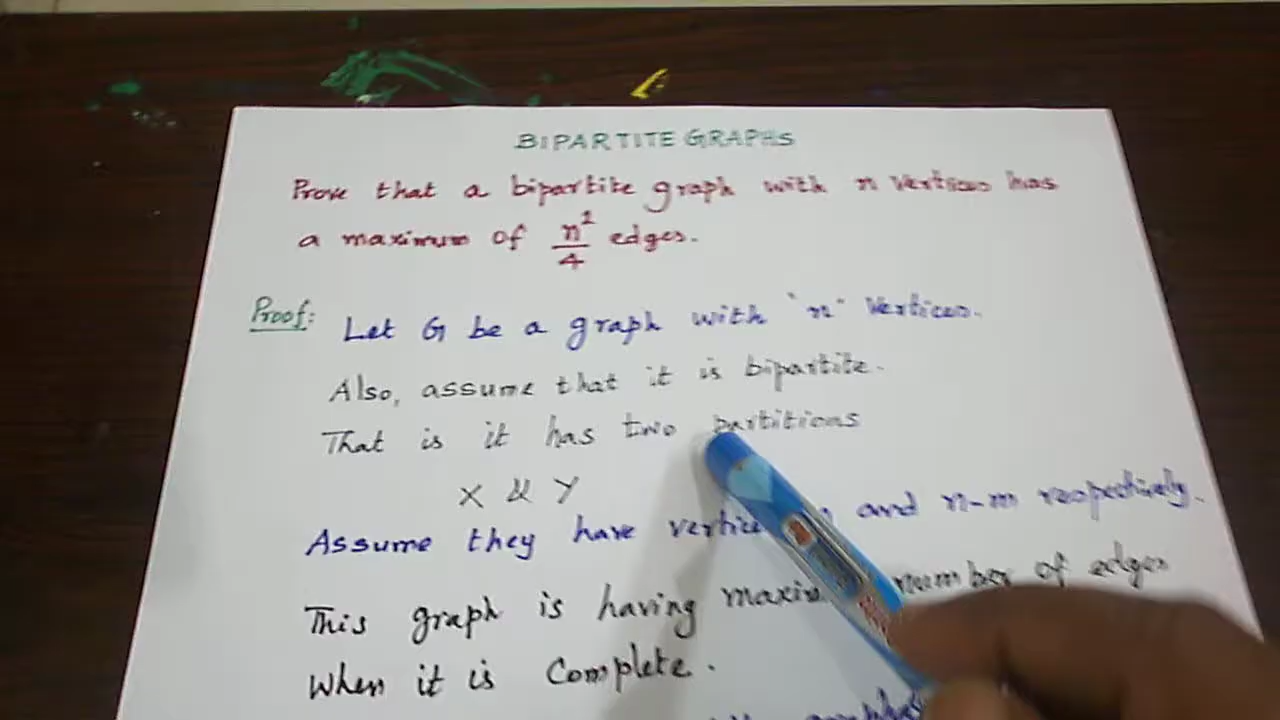 BIPARTITE GRAPHS
Prove that a bipartite graph with n vertices has
a maximum of n²/4 edges.
Proof: Let G be a graph with "n" vertices.
Also, assume that it is bipartite.
That is it has two partitions
X & Y
Assume they have and n-m respectively.
This graph is having number of edges
When it is Complete.